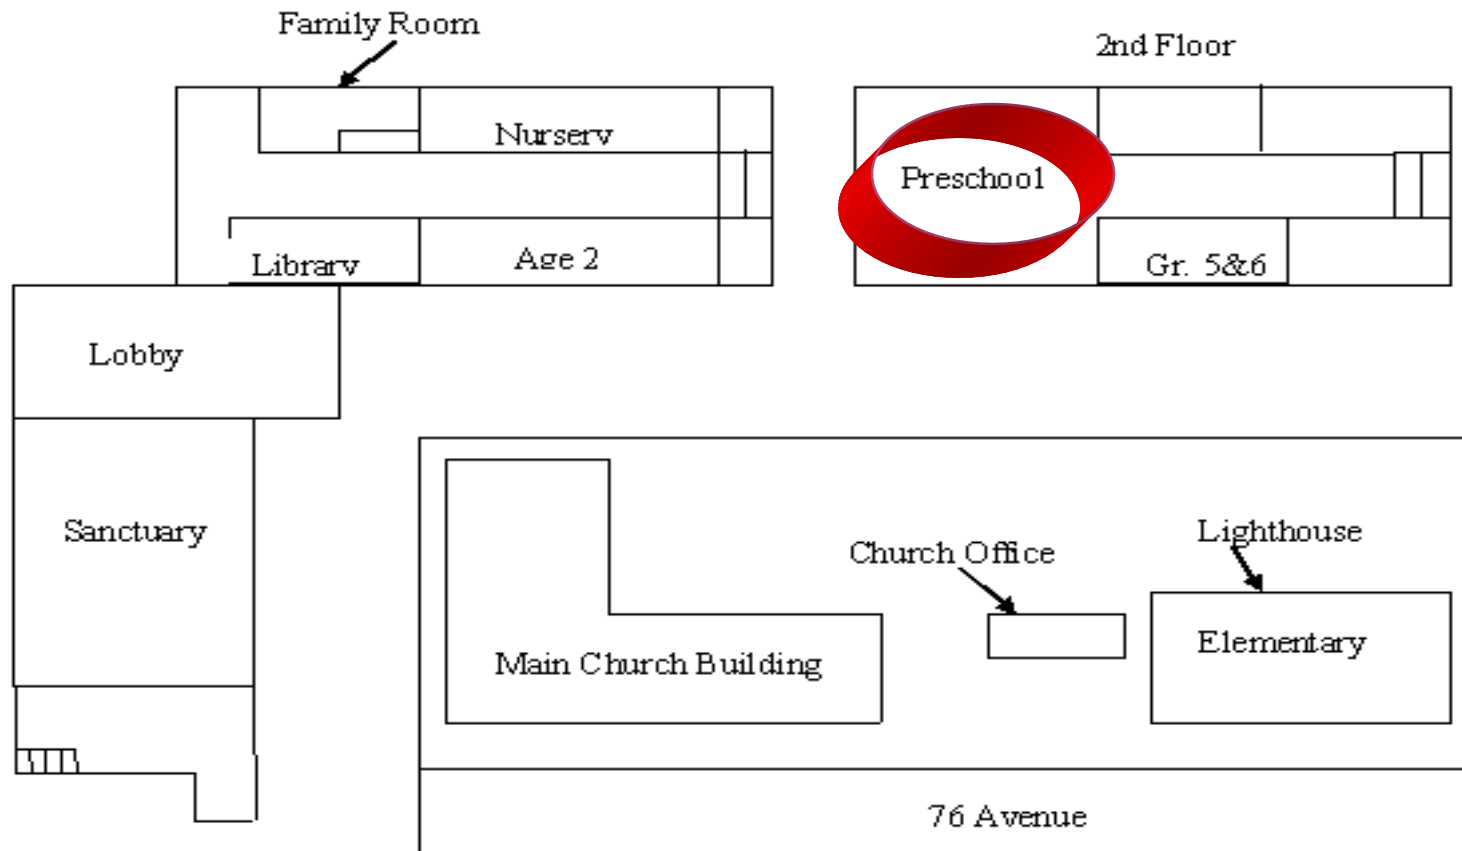 Family Room
2nd Floor
Nursery
Preschool
Library
Age 2
Gr. 5&6
Lobby
Sanctuary
Church Office
Lighthouse
Elementary
Main Church Building
76 Avenue